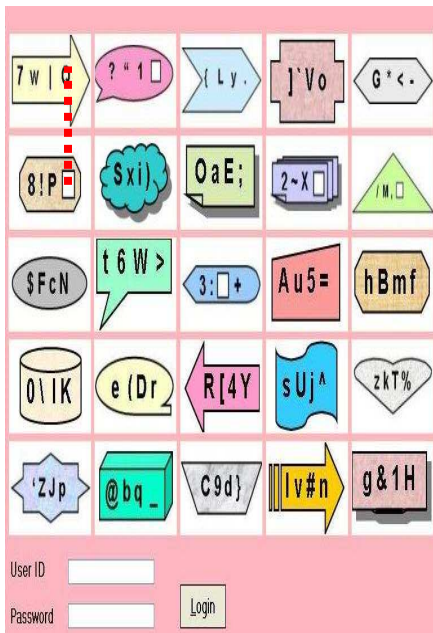 7 w | Q
? “ 1 □
{ L y .
] ` V o
G * < -
8 ! P □
S x i )
O a E ;
2 ~ X □
/ M , □
$ F c N
t 6 W >
3 : □ +
A u 5 =
h B m f
0 \ I K
e ( D r
R [ 4 Y
s U j ^
z k T %
‘ Z J p
@ b q _
C 9 d }
l v # n
g & 1 H
User ID
Password
Login